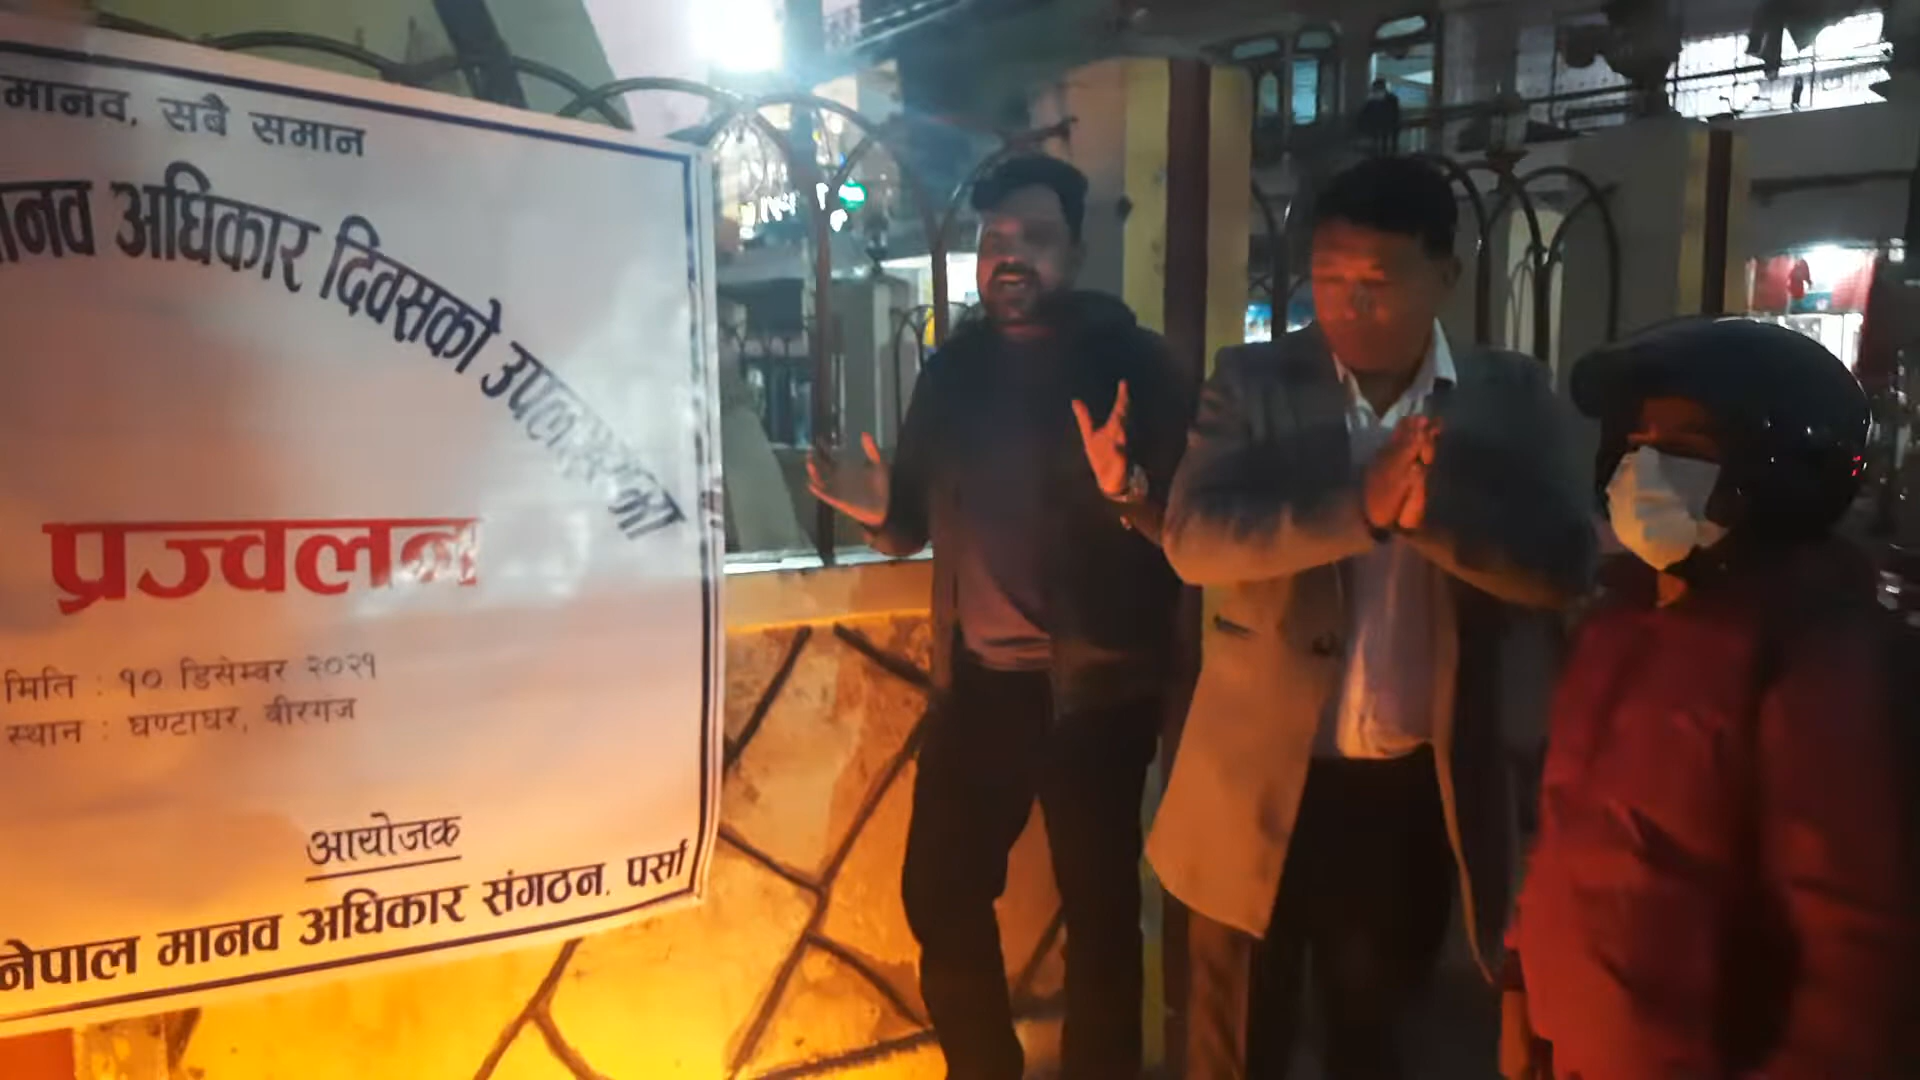 मानव, सबै समान
मानव अधिकार दिवसको उपलक्ष्यमा
प्रज्वलन
मिति : १० डिसेम्बर २०२१
स्थान : घण्टाघर, वीरगंज
आयोजक
नेपाल मानव अधिकार संगठन, पर्सा